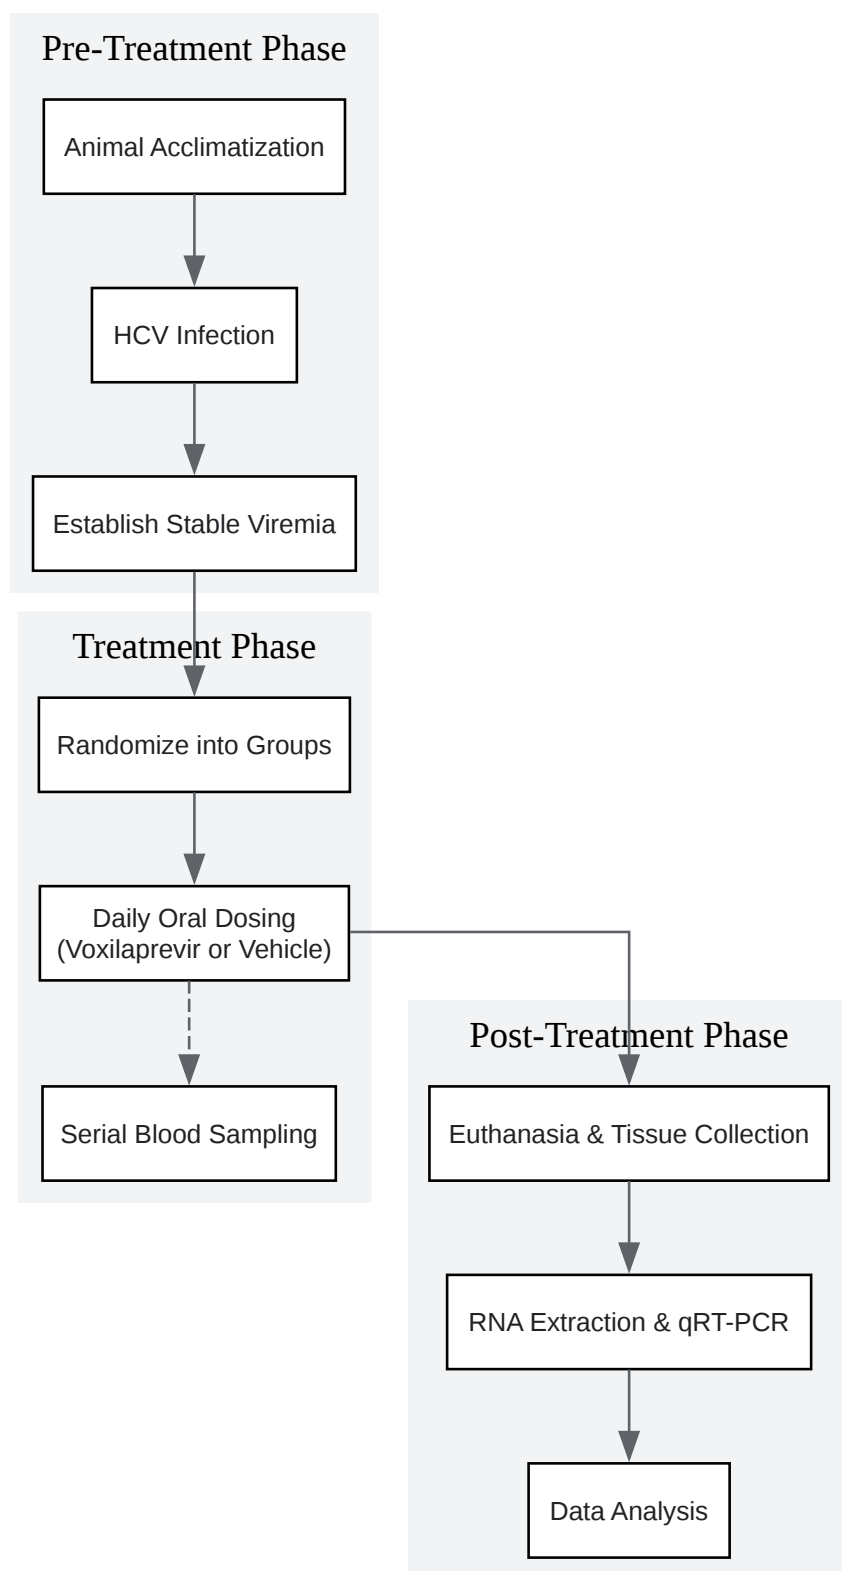 Pre-Treatment Phase
Animal Acclimatization
HCV Infection
Establish Stable Viremia
Treatment Phase
Randomize into Groups
Daily Oral Dosing
(Voxilaprevir or Vehicle)
Serial Blood Sampling
Post-Treatment Phase
Euthanasia & Tissue Collection
RNA Extraction & qRT-PCR
Data Analysis